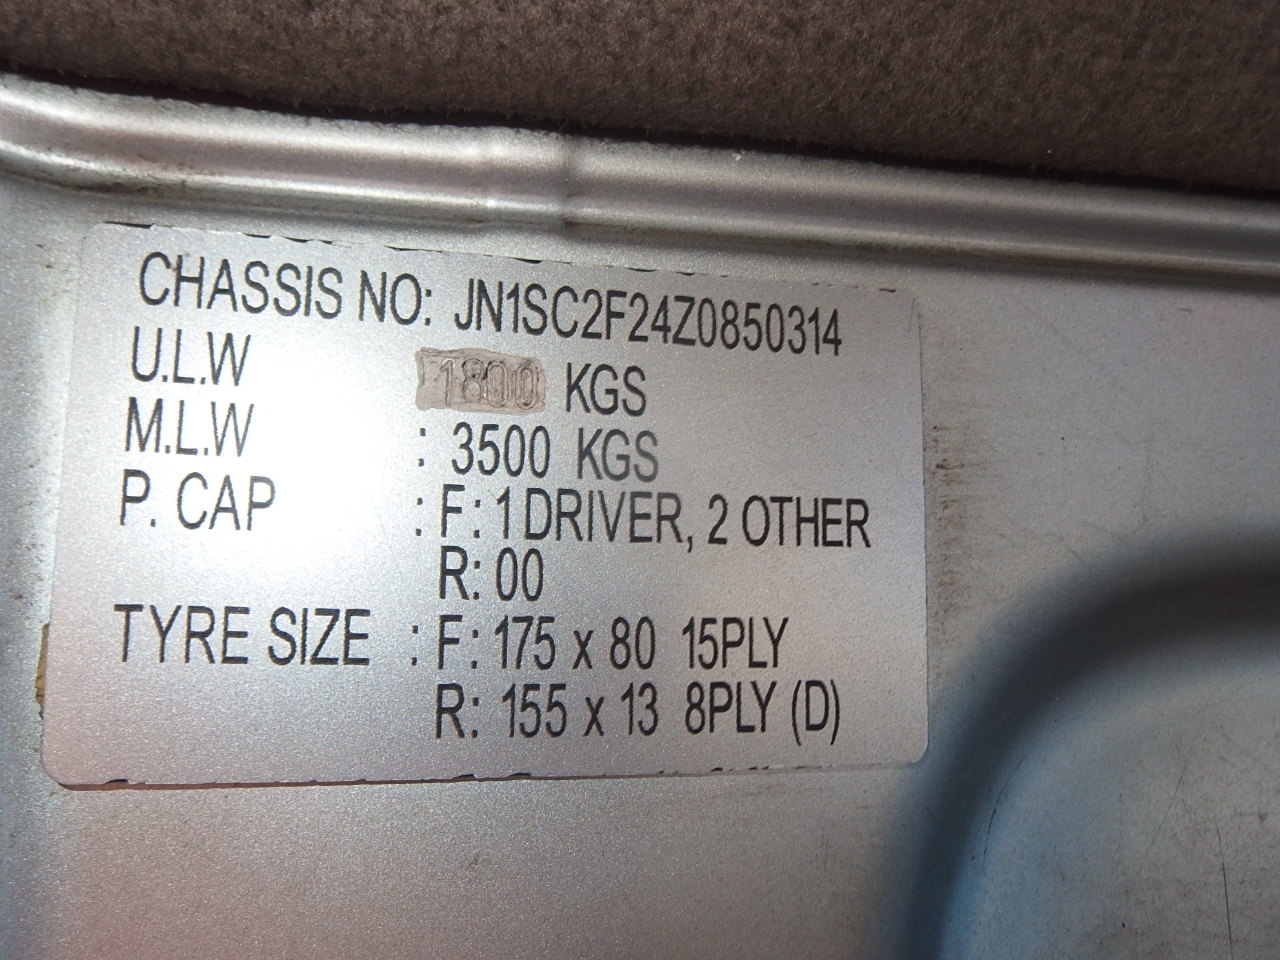 CHASSIS NO: JN1SC2F24Z0850314
U.L.W 1800 KGS
M.L.W : 3500 KGS
P. CAP : F: 1 DRIVER, 2 OTHER
R: 00
TYRE SIZE : F: 175 x 80 15PLY
R: 155 x 13 8PLY (D)